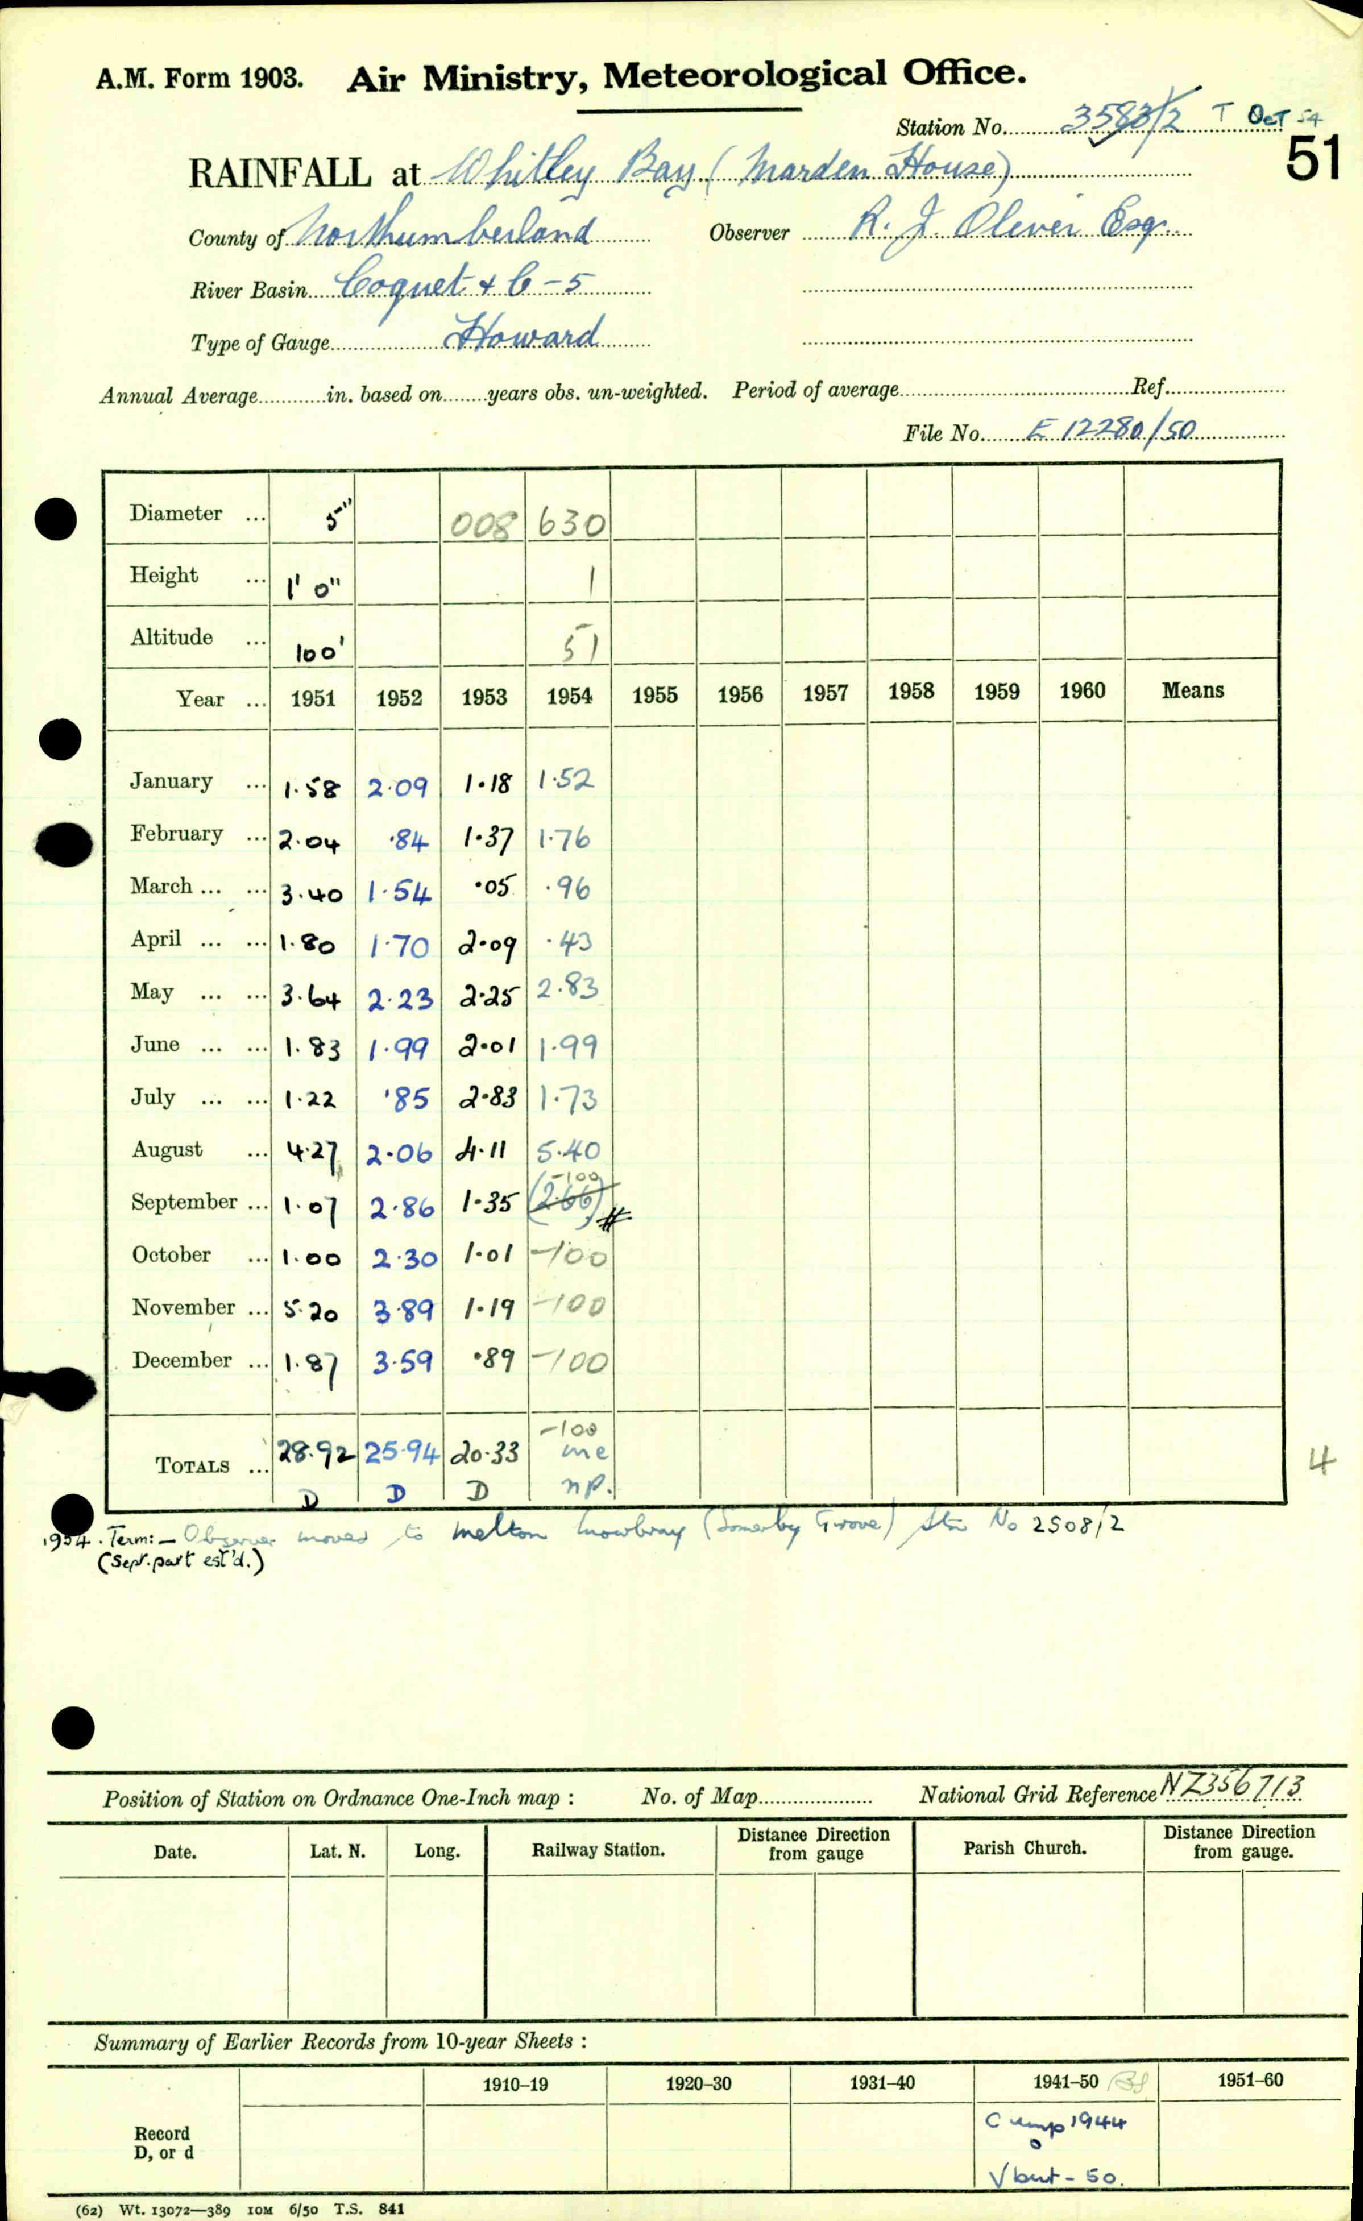 A.M. Form 1903. Air Ministry, Meteorological Office.
Station No. 3583/2 T Oct 54
51
RAINFALL at Whitley Bay (Marden House)
County of Northumberland Observer R. J. Olever Esq.
River Basin Coquet + C-5
Type of Gauge Howard
Annual Average in. based on years obs. un-weighted. Period of average Ref.
File No. E 12280/50
Diameter ... 5" 008 630
Height ... 1' 0" 1
Altitude ... 100' 51
Year ... 1951 1952 1953 1954 1955 1956 1957 1958 1959 1960 Means
January ... 1.58 2.09 1.18 1.52
February ... 2.04 .84 1.37 1.76
March ... ... 3.40 1.54 .05 .96
April ... ... 1.80 1.70 2.09 .43
May ... ... 3.64 2.23 2.25 2.83
June ... ... 1.83 1.99 2.01 1.99
July ... ... 1.22 .85 2.83 1.73
August ... 4.27 2.06 4.11 5.40
September ... 1.07 2.86 1.35 (2.66) -100 #
October ... 1.00 2.30 1.01 -100
November ... 5.20 3.89 1.19 -100
December ... 1.87 3.59 .89 -100
TOTALS ... 28.92 25.94 20.33 -100 4
D D D np.
1954. Term:- Observer moved to Melton Mowbray (Somerby Grove) Stn No 2508/2
(Sept. part est'd.)
Position of Station on Ordnance One-Inch map : No. of Map National Grid Reference NZ356713
Date. Lat. N. Long. Railway Station. Distance Direction from gauge Parish Church. Distance Direction from gauge.
Summary of Earlier Records from 10-year Sheets :
1910–19 1920–30 1931–40 1941–50 1951–60
Record
D, or d
1944
- 50.
(62) Wt. 13072—389 10M 6/50 T.S. 841